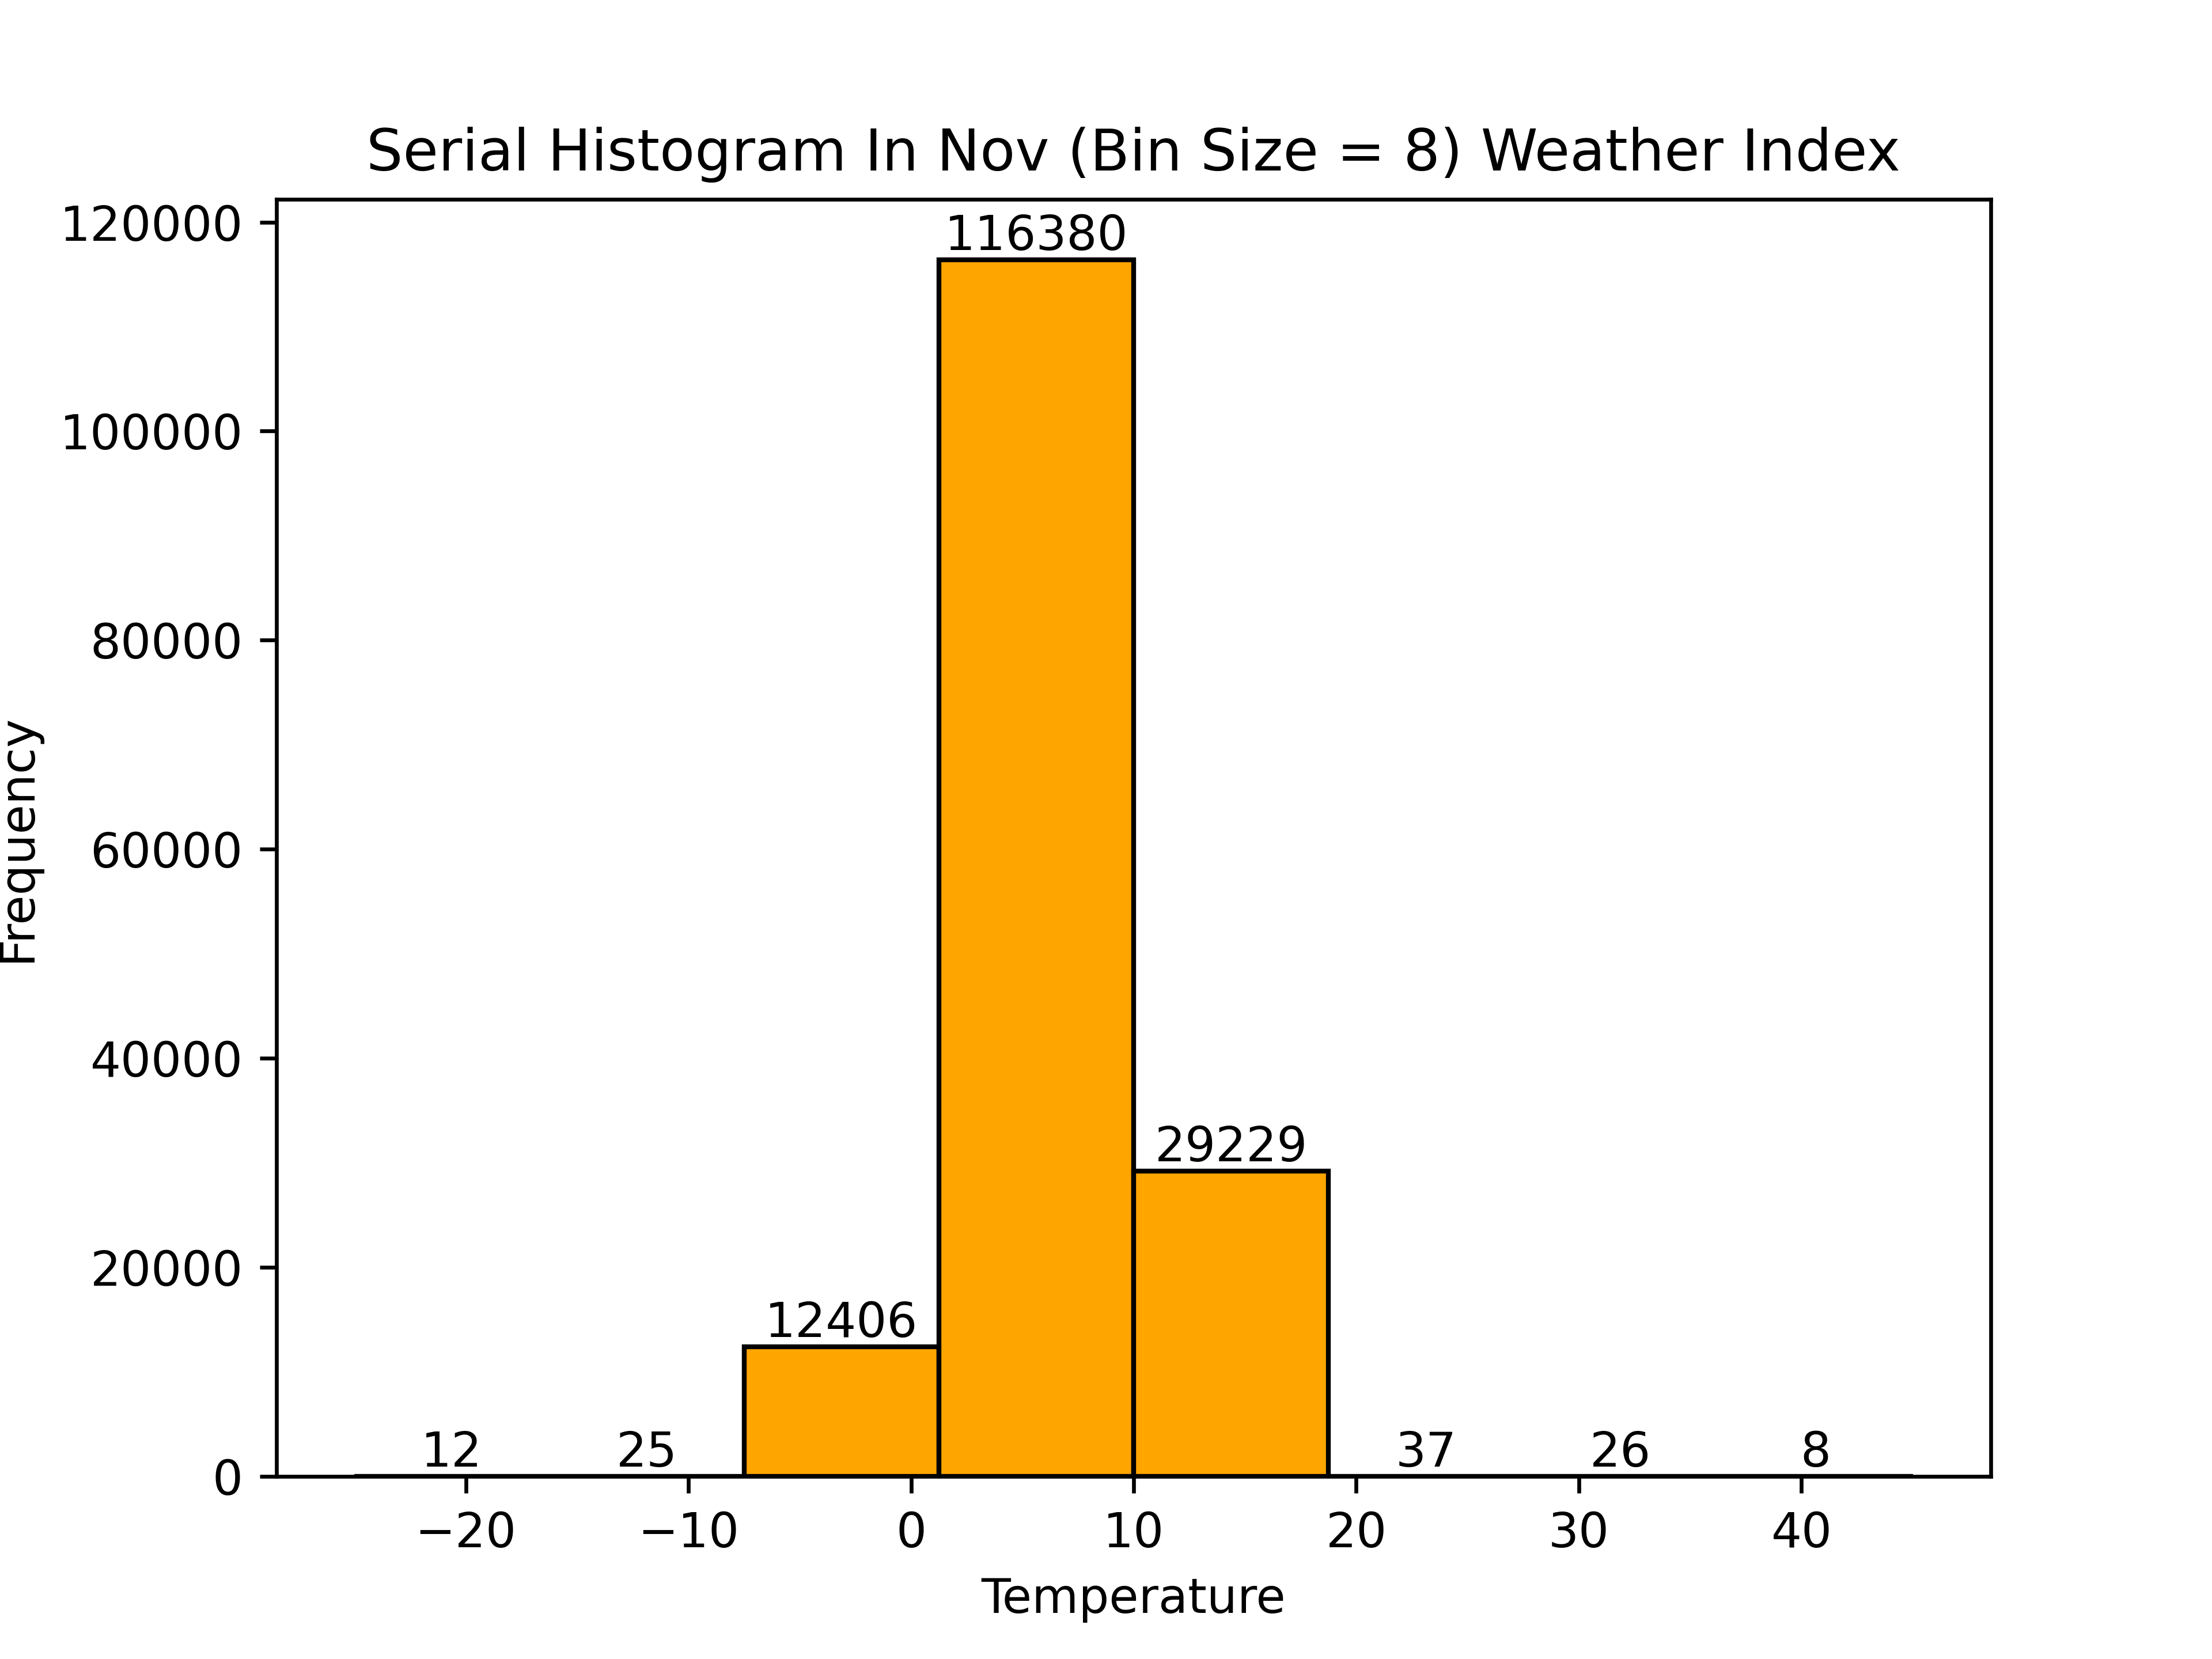 Serial Histogram In Nov (Bin Size = 8) Weather Index
120000
100000
80000
60000
40000
20000
0
Frequency
116380
29229
12406
12 25 37 26 8
−20 −10 0 10 20 30 40
Temperature